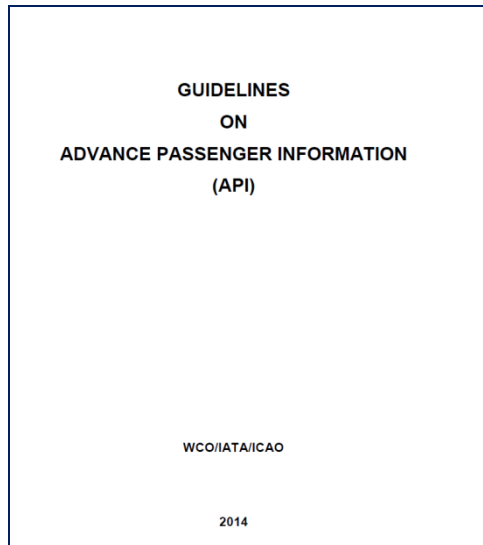 GUIDELINES
ON
ADVANCE PASSENGER INFORMATION
(API)
WCO/IATA/ICAO
2014